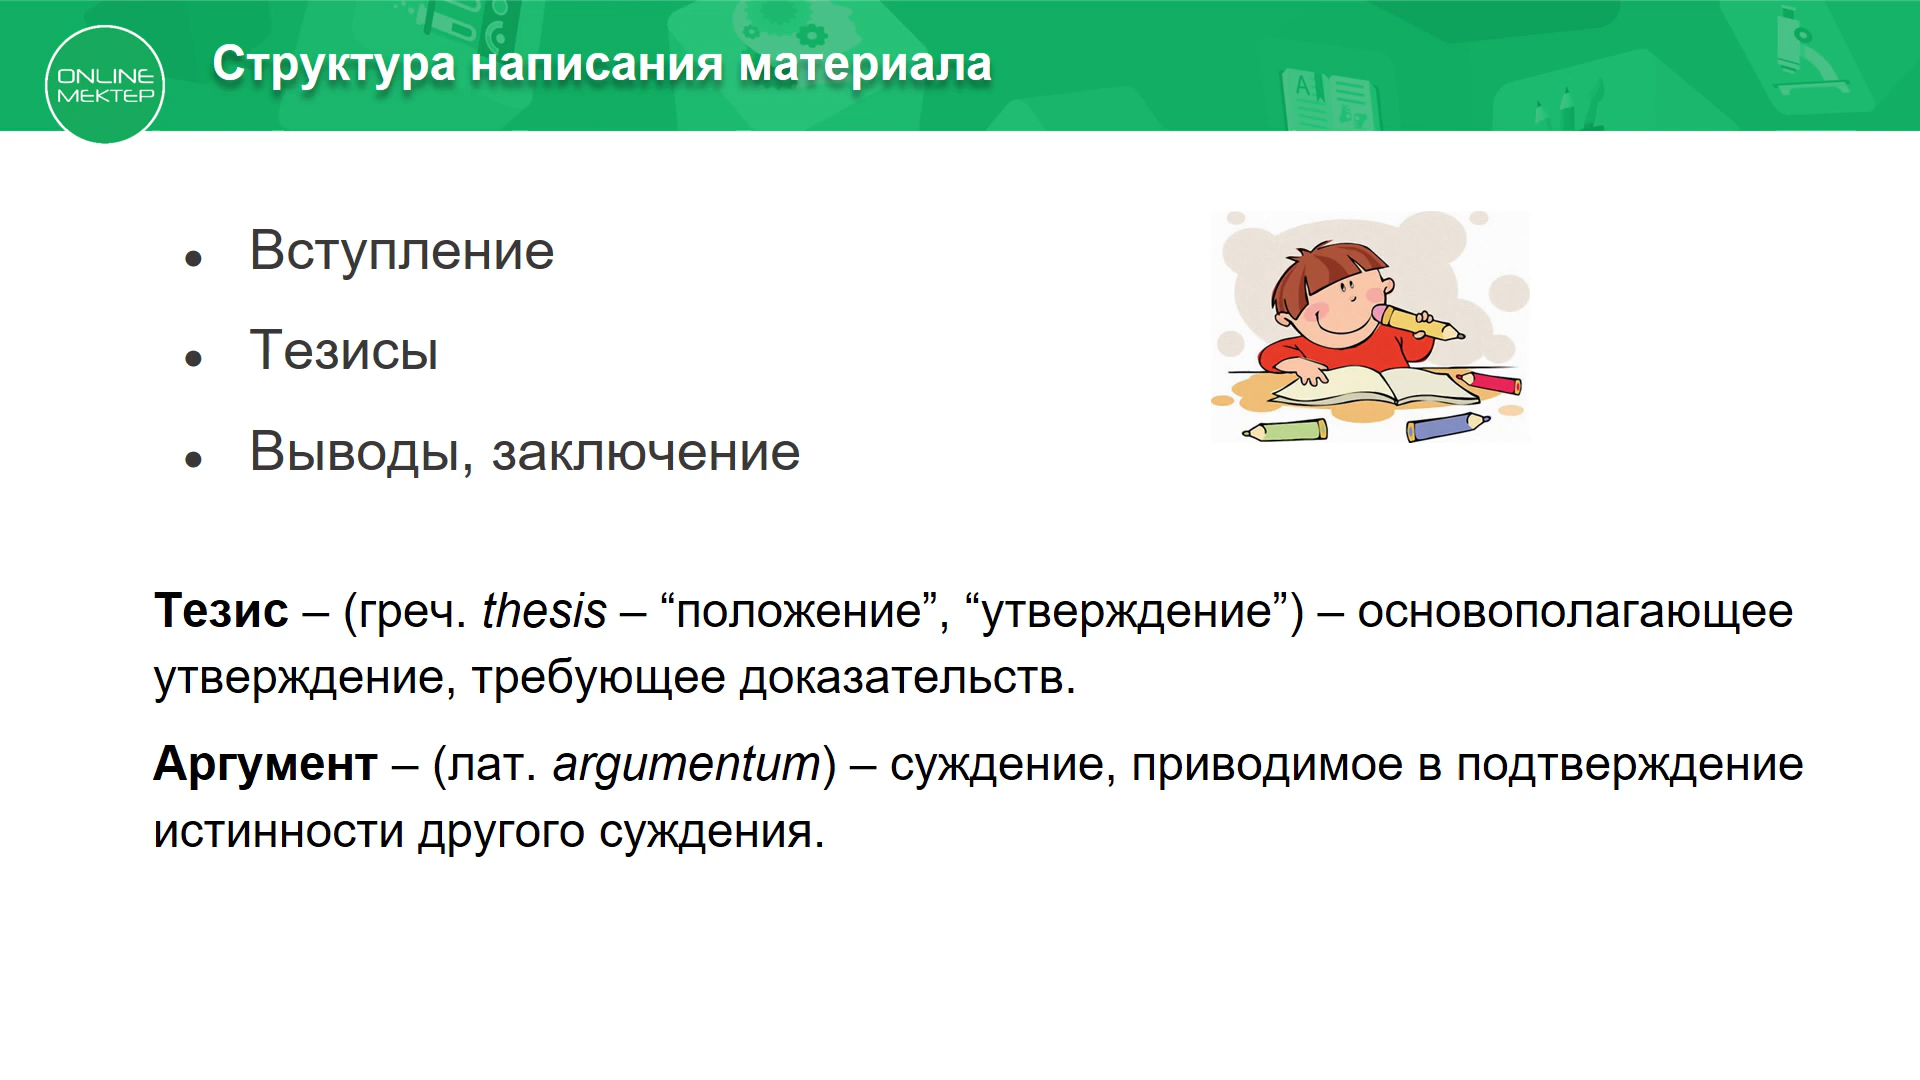 ONLINE
МЕКТЕР
Структура написания материала
● Вступление
● Тезисы
● Выводы, заключение
Тезис – (греч. thesis – “положение”, “утверждение”) – основополагающее
утверждение, требующее доказательств.
Аргумент – (лат. argumentum) – суждение, приводимое в подтверждение
истинности другого суждения.